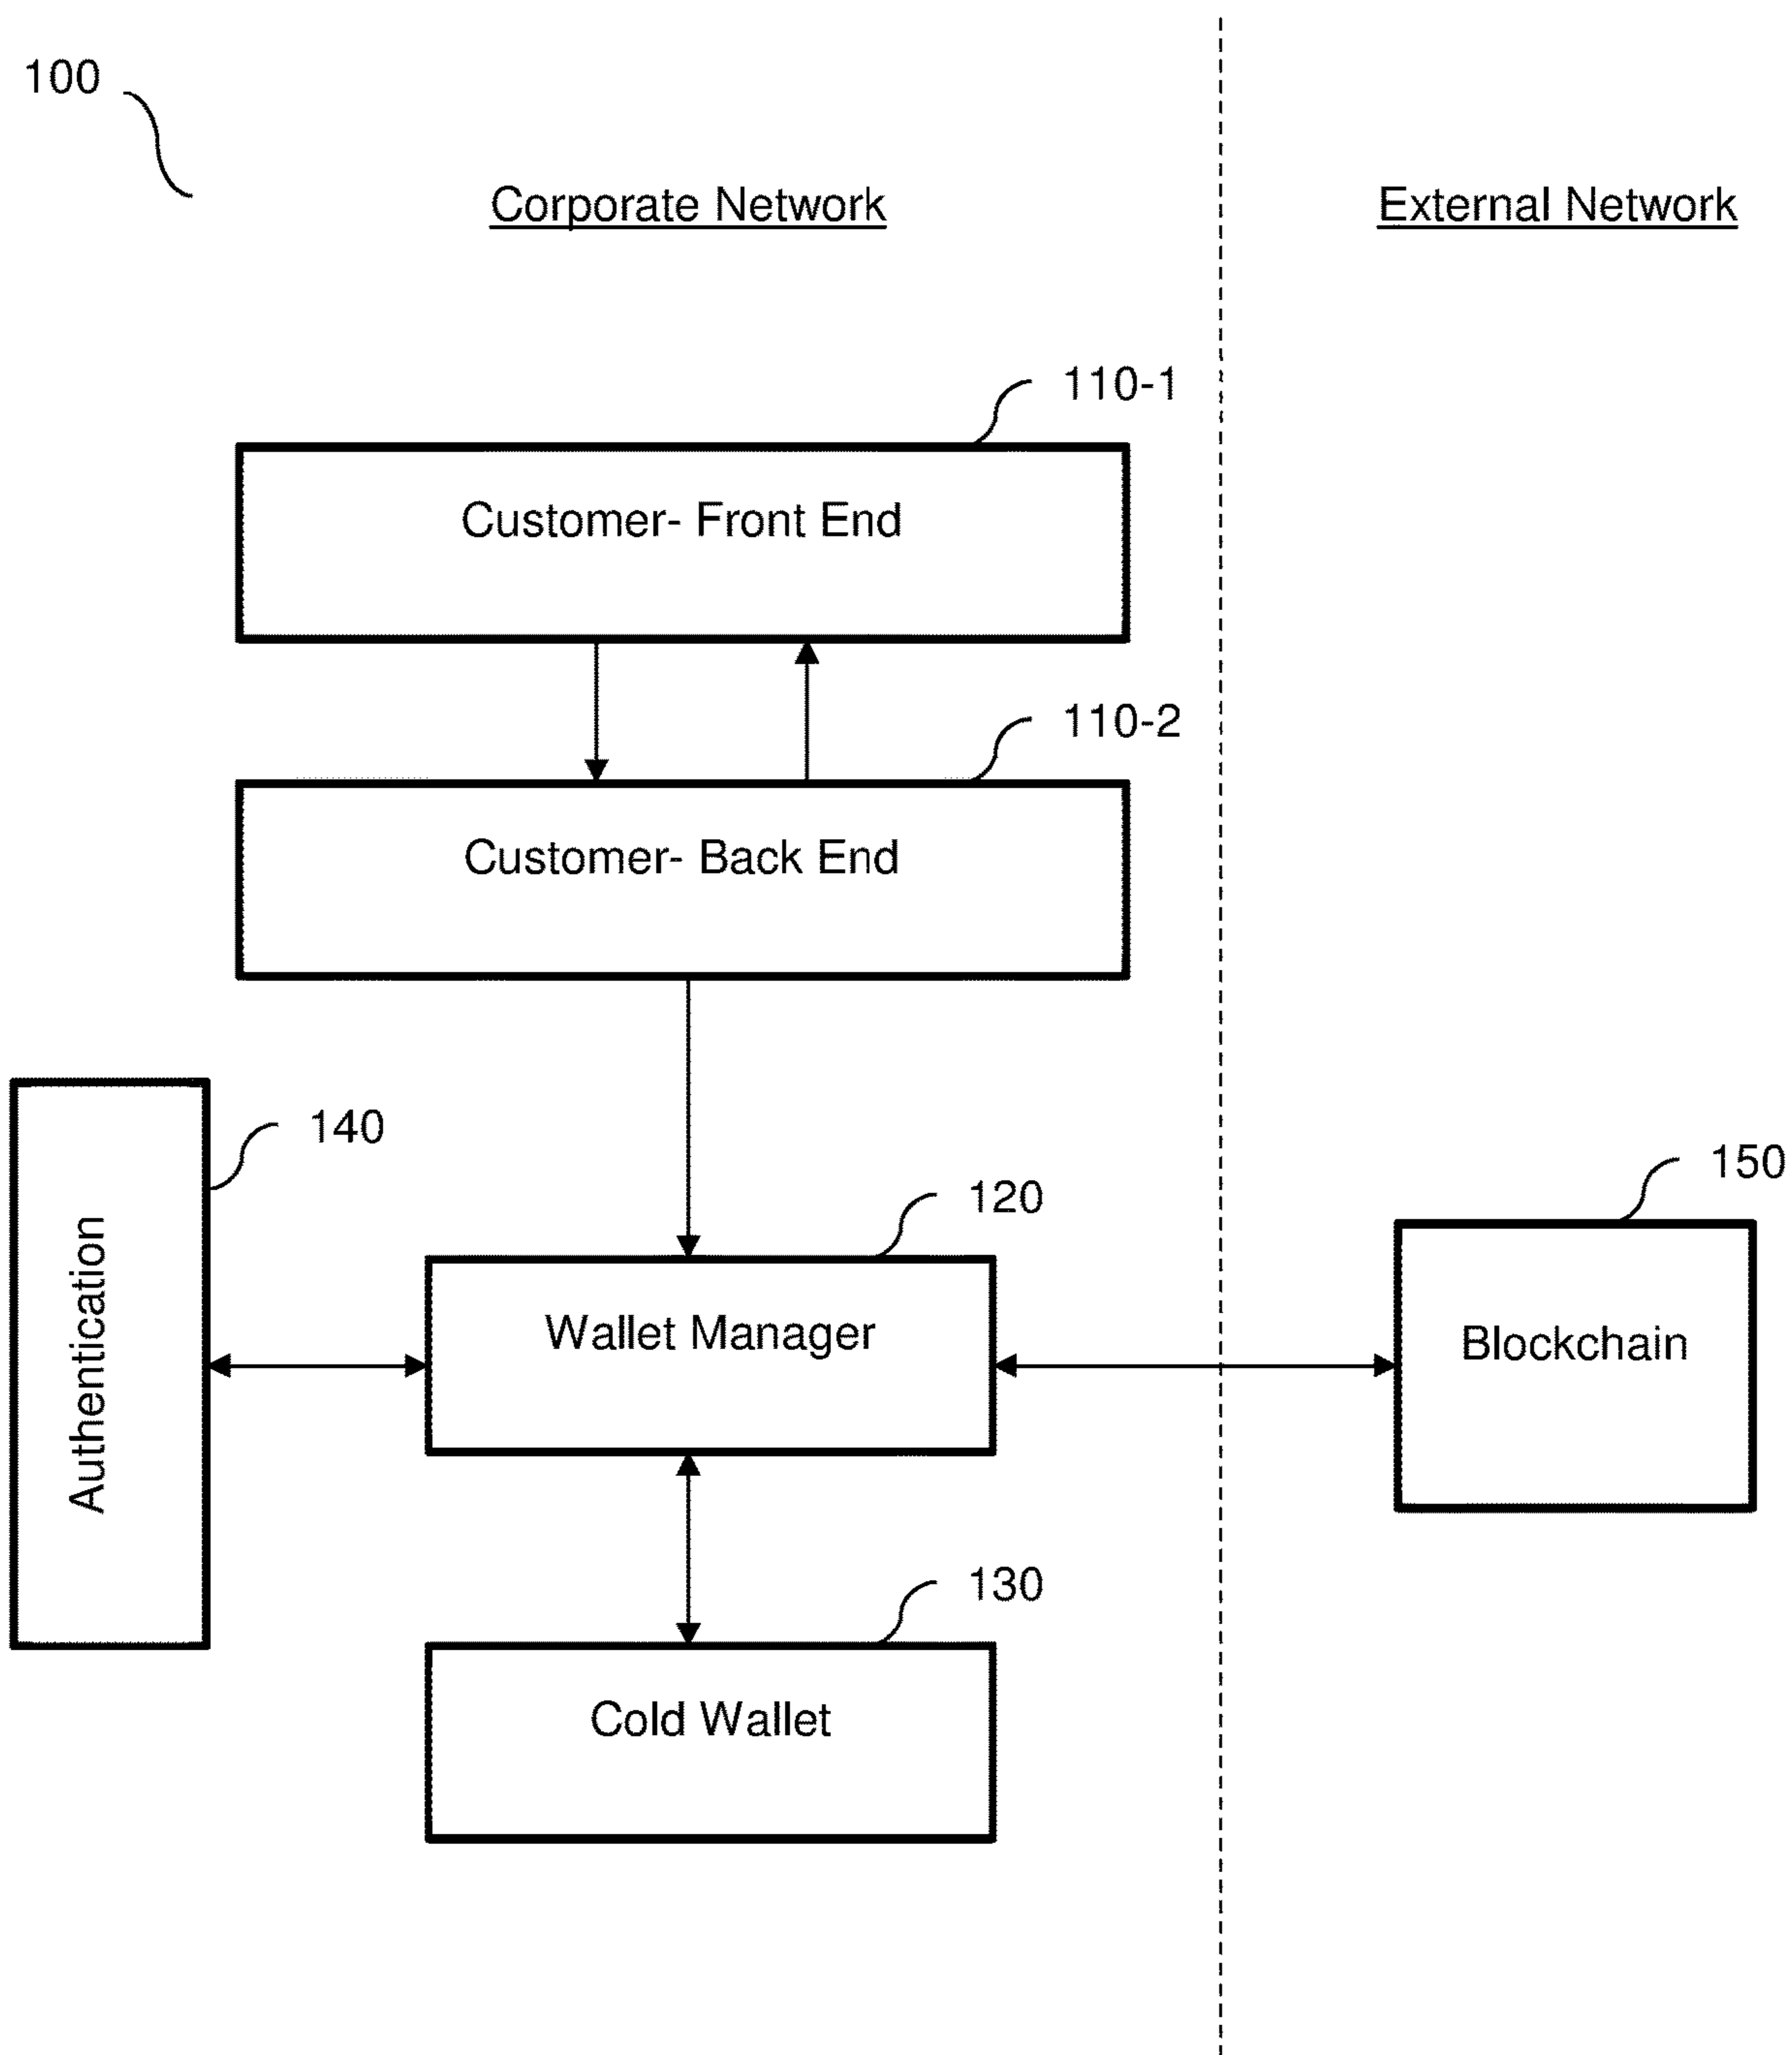 100
Corporate Network
External Network
110-1
Customer- Front End
110-2
Customer- Back End
140
Authentication
120
Wallet Manager
150
Blockchain
130
Cold Wallet